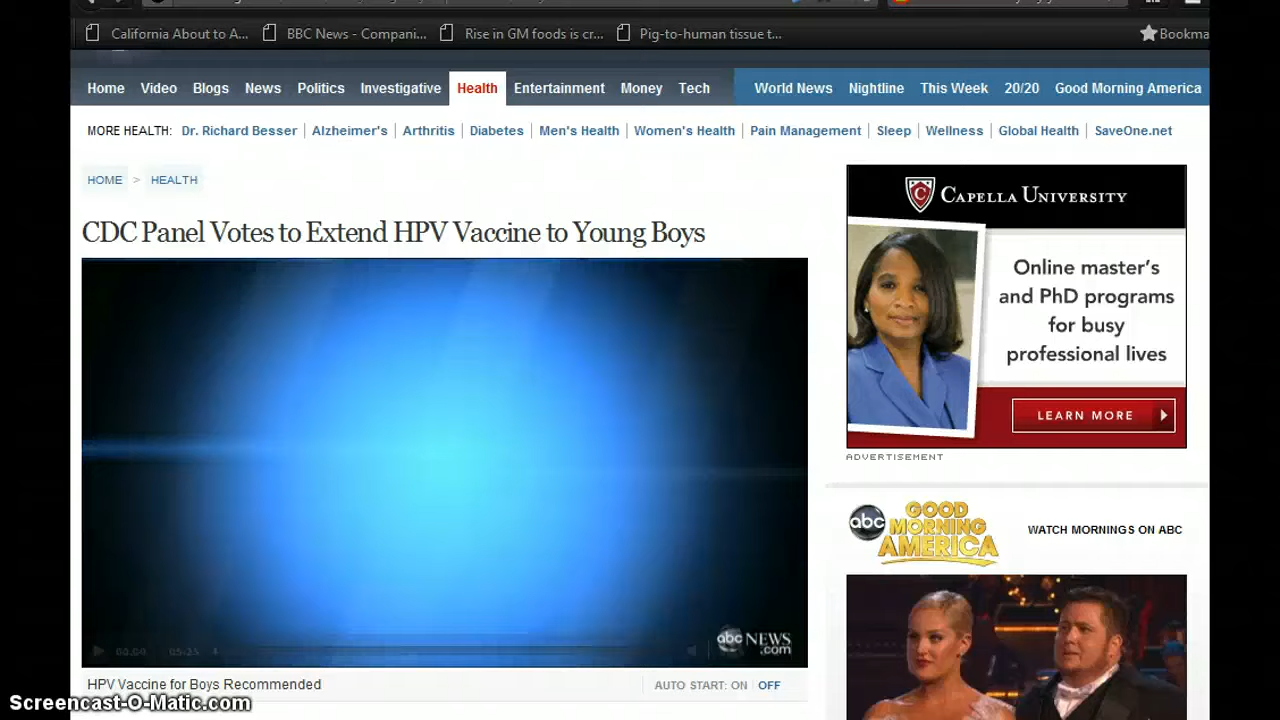 California About to A... BBC News - Compani... Rise in GM foods is cr... Pig-to-human tissue t... Bookma
Home Video Blogs News Politics Investigative Health Entertainment Money Tech World News Nightline This Week 20/20 Good Morning America
MORE HEALTH: Dr. Richard Besser Alzheimer's Arthritis Diabetes Men's Health Women's Health Pain Management Sleep Wellness Global Health SaveOne.net
HOME > HEALTH
CDC Panel Votes to Extend HPV Vaccine to Young Boys
abc NEWS
.com
HPV Vaccine for Boys Recommended
AUTO START: ON OFF
C
CAPELLA UNIVERSITY
Online master's
and PhD programs
for busy
professional lives
LEARN MORE
ADVERTISEMENT
abc
GOOD
MORNING
AMERICA
WATCH MORNINGS ON ABC
Screencast-O-Matic.com